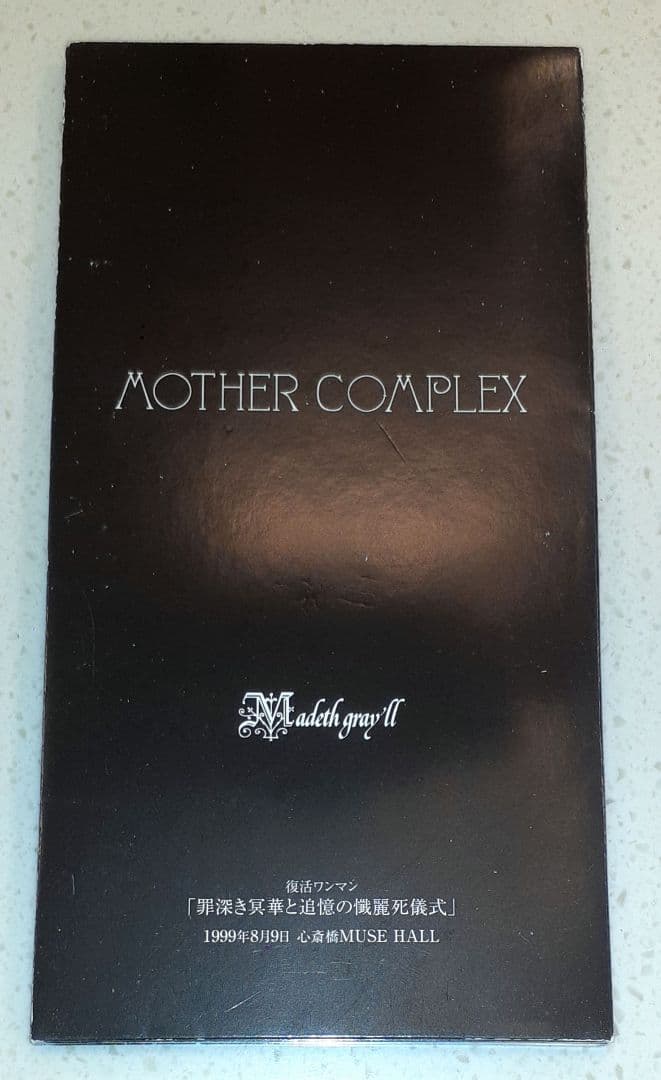 MOTHER COMPLEX
Madeth gray'll
復活ワンマン
「罪深き冥華と追憶の懺麗死儀式」
1999年8月9日 心斎橋MUSE HALL